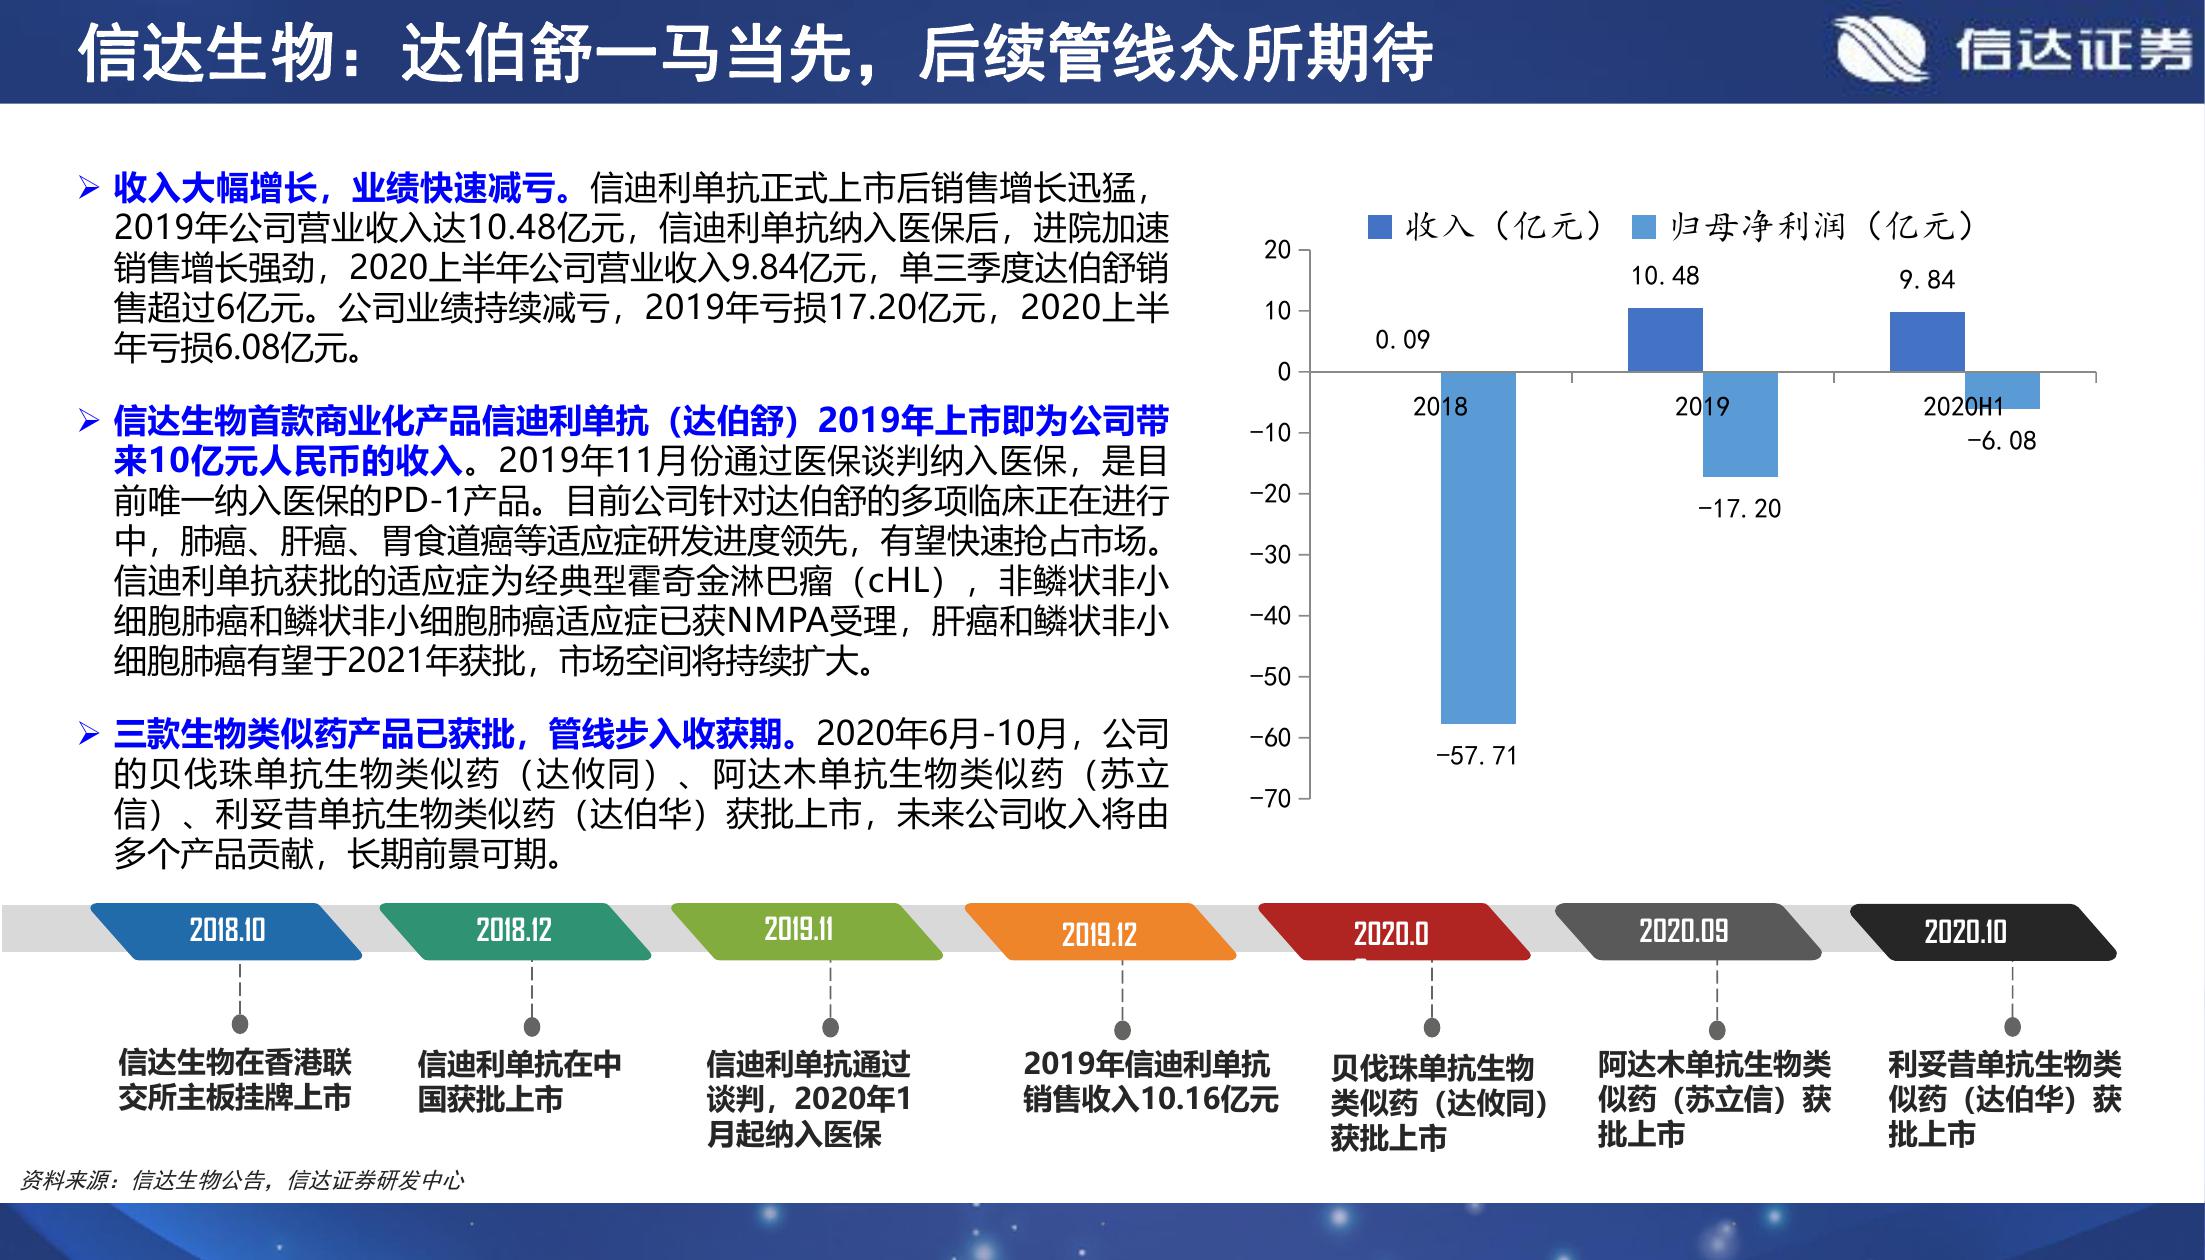 信达生物：达伯舒一马当先，后续管线众所期待
信达证券
收入大幅增长，业绩快速减亏。信迪利单抗正式上市后销售增长迅猛，
2019年公司营业收入达10.48亿元，信迪利单抗纳入医保后，进院加速
销售增长强劲，2020上半年公司营业收入9.84亿元，单三季度达伯舒销
售超过6亿元。公司业绩持续减亏，2019年亏损17.20亿元，2020上半
年亏损6.08亿元。
信达生物首款商业化产品信迪利单抗（达伯舒）2019年上市即为公司带
来10亿元人民币的收入。2019年11月份通过医保谈判纳入医保，是目
前唯一纳入医保的PD-1产品。目前公司针对达伯舒的多项临床正在进行
中，肺癌、肝癌、胃食道癌等适应症研发进度领先，有望快速抢占市场。
信迪利单抗获批的适应症为经典型霍奇金淋巴瘤（cHL），非鳞状非小
细胞肺癌和鳞状非小细胞肺癌适应症已获NMPA受理，肝癌和鳞状非小
细胞肺癌有望于2021年获批，市场空间将持续扩大。
三款生物类似药产品已获批，管线步入收获期。2020年6月-10月，公司
的贝伐珠单抗生物类似药（达攸同）、阿达木单抗生物类似药（苏立
信）、利妥昔单抗生物类似药（达伯华）获批上市，未来公司收入将由
多个产品贡献，长期前景可期。
收入（亿元） 归母净利润（亿元）
20
10
0
-10
-20
-30
-40
-50
-60
-70
0.09
10.48
9.84
2018
2019
2020H1
-57.71
-17.20
-6.08
2018.10
2018.12
2019.11
2019.12
2020.0
2020.09
2020.10
信达生物在香港联
交所主板挂牌上市
信迪利单抗在中
国获批上市
信迪利单抗通过
谈判，2020年1
月起纳入医保
2019年信迪利单抗
销售收入10.16亿元
贝伐珠单抗生物
类似药（达攸同）
获批上市
阿达木单抗生物类
似药（苏立信）获
批上市
利妥昔单抗生物类
似药（达伯华）获
批上市
资料来源：信达生物公告，信达证券研发中心